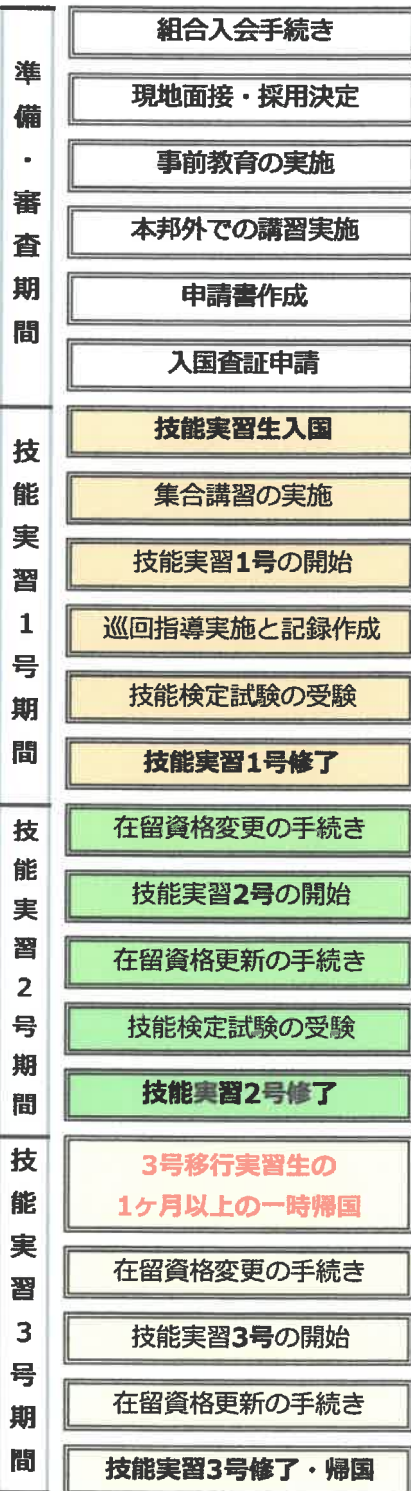 準備・審査期間
組合入会手続き
現地面接・採用決定
事前教育の実施
本邦外での講習実施
申請書作成
入国査証申請
技能実習1号期間
技能実習生入国
集合講習の実施
技能実習1号の開始
巡回指導実施と記録作成
技能検定試験の受験
技能実習1号修了
技能実習2号期間
在留資格変更の手続き
技能実習2号の開始
在留資格更新の手続き
技能検定試験の受験
技能実習2号修了
技能実習3号期間
3号移行実習生の
1ヶ月以上の一時帰国
在留資格変更の手続き
技能実習3号の開始
在留資格更新の手続き
技能実習3号修了・帰国